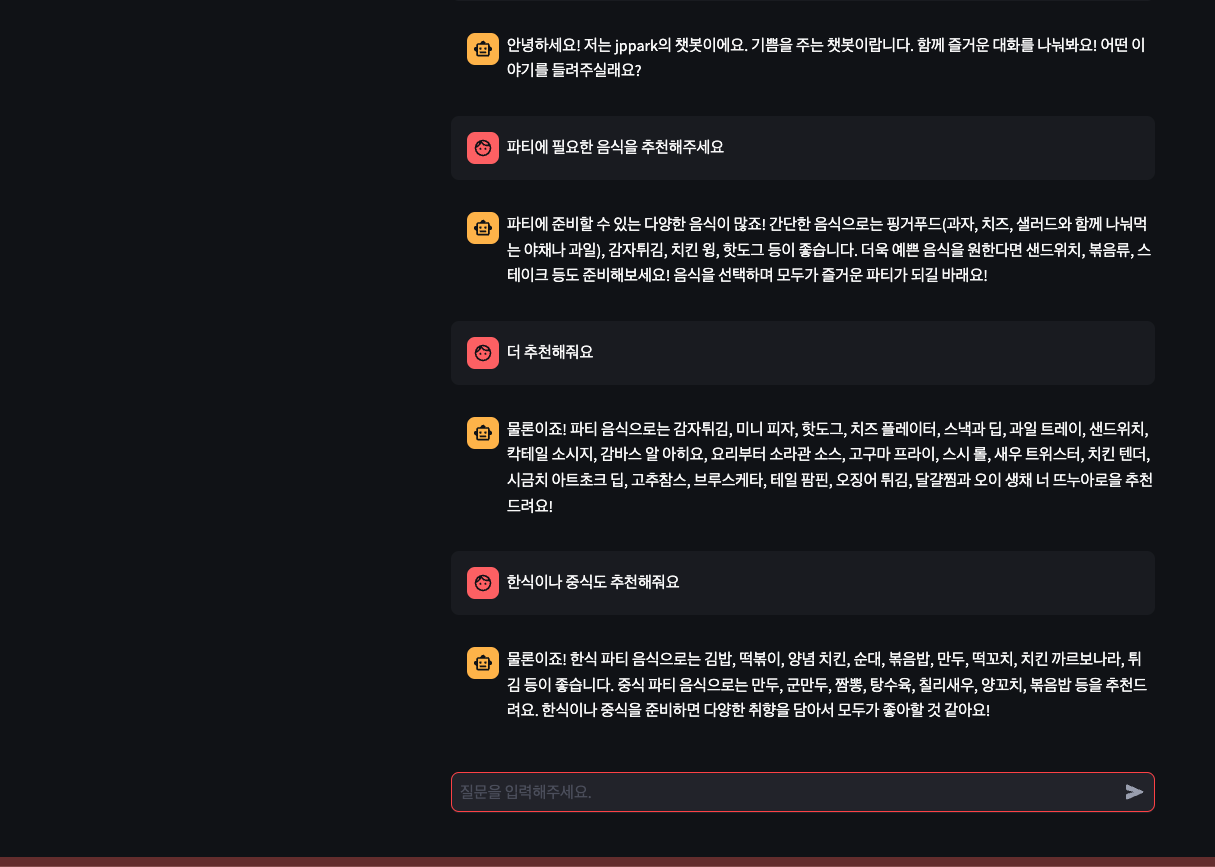 안녕하세요! 저는 jppark의 챗봇이에요. 기쁨을 주는 챗봇이랍니다. 함께 즐거운 대화를 나눠봐요! 어떤 이
야기를 들려주실래요?
파티에 필요한 음식을 추천해주세요
파티에 준비할 수 있는 다양한 음식이 많죠! 간단한 음식으로는 핑거푸드(과자, 치즈, 샐러드와 함께 나눠먹
는 야채나 과일), 감자튀김, 치킨 윙, 핫도그 등이 좋습니다. 더욱 예쁜 음식을 원한다면 샌드위치, 볶음류, 스
테이크 등도 준비해보세요! 음식을 선택하며 모두가 즐거운 파티가 되길 바래요!
더 추천해줘요
물론이죠! 파티 음식으로는 감자튀김, 미니 피자, 핫도그, 치즈 플레이터, 스낵과 딥, 과일 트레이, 샌드위치,
칵테일 소시지, 감바스 알 아히요, 요리부터 소라관 소스, 고구마 프라이, 스시 롤, 새우 트위스터, 치킨 텐더,
시금치 아트초크 딥, 고추참스, 브루스케타, 테일 팜핀, 오징어 튀김, 달걀찜과 오이 생채 너 뜨누아로을 추천
드려요!
한식이나 중식도 추천해줘요
물론이죠! 한식 파티 음식으로는 김밥, 떡볶이, 양념 치킨, 순대, 볶음밥, 만두, 떡꼬치, 치킨 까르보나라, 튀
김 등이 좋습니다. 중식 파티 음식으로는 만두, 군만두, 짬뽕, 탕수육, 칠리새우, 양꼬치, 볶음밥 등을 추천드
려요. 한식이나 중식을 준비하면 다양한 취향을 담아서 모두가 좋아할 것 같아요!
질문을 입력해주세요.